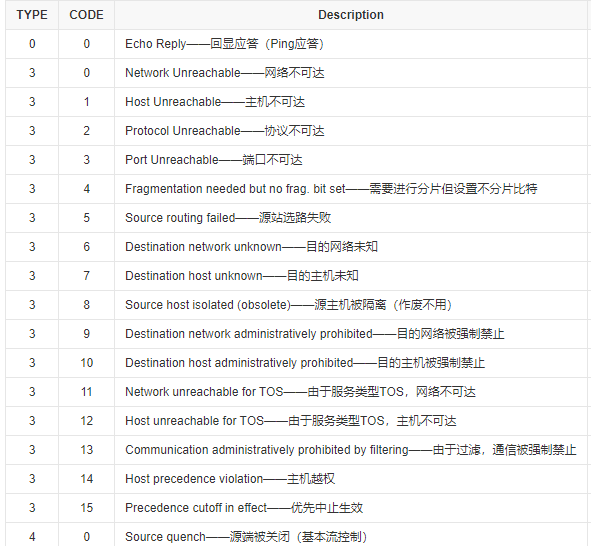 TYPE CODE Description
0 0 Echo Reply——回显应答（Ping应答）
3 0 Network Unreachable——网络不可达
3 1 Host Unreachable——主机不可达
3 2 Protocol Unreachable——协议不可达
3 3 Port Unreachable——端口不可达
3 4 Fragmentation needed but no frag. bit set——需要进行分片但设置不分片比特
3 5 Source routing failed——源站选路失败
3 6 Destination network unknown——目的网络未知
3 7 Destination host unknown——目的主机未知
3 8 Source host isolated (obsolete)——源主机被隔离（作废不用）
3 9 Destination network administratively prohibited——目的网络被强制禁止
3 10 Destination host administratively prohibited——目的主机被强制禁止
3 11 Network unreachable for TOS——由于服务类型TOS，网络不可达
3 12 Host unreachable for TOS——由于服务类型TOS，主机不可达
3 13 Communication administratively prohibited by filtering——由于过滤，通信被强制禁止
3 14 Host precedence violation——主机越权
3 15 Precedence cutoff in effect——优先中止生效
4 0 Source quench——源端被关闭（基本流控制）